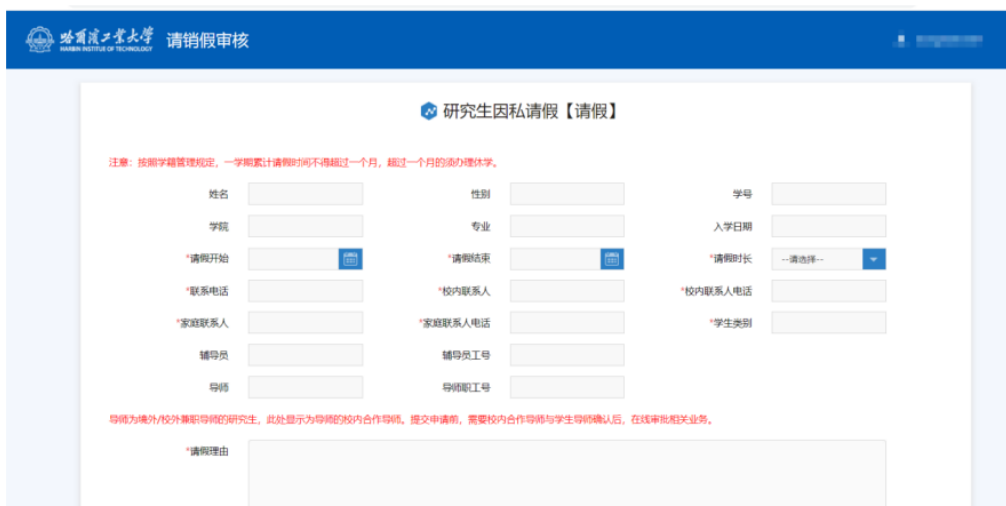 哈爾濱工業大學 请销假审核
HARBIN INSTITUTE OF TECHNOLOGY
研究生因私请假【请假】
注意：按照学籍管理规定，一学期累计请假时间不得超过一个月，超过一个月的须办理休学。
姓名 性别 学号
学院 专业 入学日期
*请假开始 *请假结束 *请假时长 --请选择--
*联系电话 *校内联系人 *校内联系人电话
*家庭联系人 *家庭联系人电话 *学生类别
辅导员 辅导员工号
导师 导师职工号
导师为境外/校外兼职导师的研究生，此处显示为导师的校内合作导师。提交申请前，需要校内合作导师与学生导师确认后，在线审批相关业务。
*请假理由